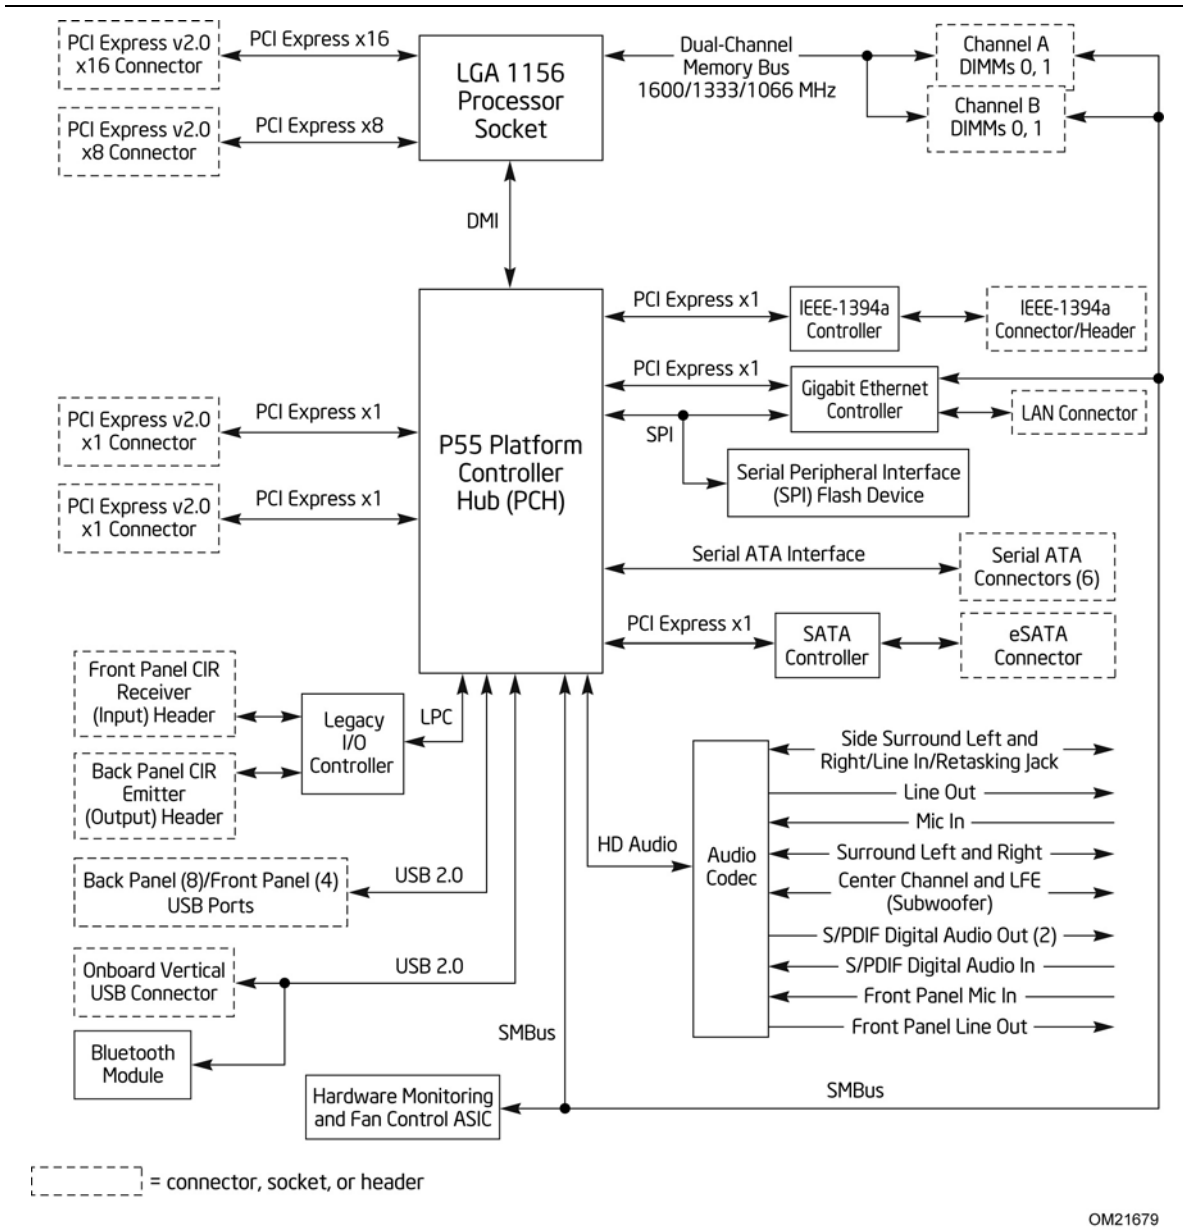 PCI Express v2.0
x16 Connector
PCI Express x16
LGA 1156
Processor
Socket
Dual-Channel
Memory Bus
1600/1333/1066 MHz
Channel A
DIMMs 0, 1
Channel B
DIMMs 0, 1
PCI Express v2.0
x8 Connector
PCI Express x8
DMI
PCI Express x1
IEEE-1394a
Controller
IEEE-1394a
Connector/Header
PCI Express x1
Gigabit Ethernet
Controller
LAN Connector
SPI
Serial Peripheral Interface
(SPI) Flash Device
PCI Express v2.0
x1 Connector
PCI Express x1
P55 Platform
Controller
Hub (PCH)
PCI Express v2.0
x1 Connector
PCI Express x1
Serial ATA Interface
Serial ATA
Connectors (6)
PCI Express x1
SATA
Controller
eSATA
Connector
Front Panel CIR
Receiver
(Input) Header
Legacy
I/O
Controller
LPC
Back Panel CIR
Emitter
(Output) Header
Back Panel (8)/Front Panel (4)
USB Ports
USB 2.0
Onboard Vertical
USB Connector
USB 2.0
Bluetooth
Module
HD Audio
Audio
Codec
Side Surround Left and
Right/Line In/Retasking Jack
Line Out
Mic In
Surround Left and Right
Center Channel and LFE
(Subwoofer)
S/PDIF Digital Audio Out (2)
S/PDIF Digital Audio In
Front Panel Mic In
Front Panel Line Out
SMBus
Hardware Monitoring
and Fan Control ASIC
SMBus
= connector, socket, or header
OM21679